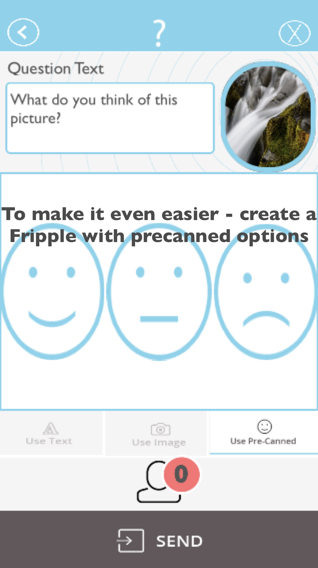 ?
X
Question Text
What do you think of this
picture?
To make it even easier - create a
Fripple with precanned options
Use Text
Use Image
Use Pre-Canned
0
SEND